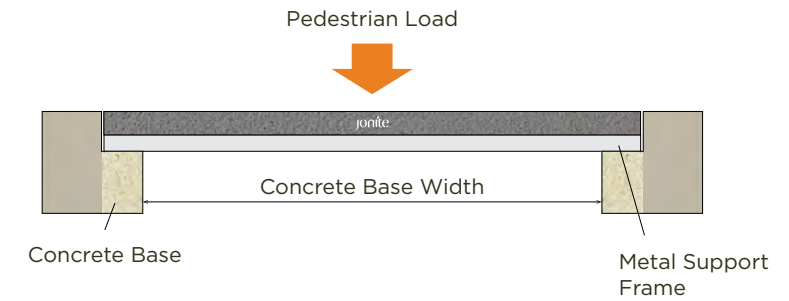 Pedestrian Load
jonite
Concrete Base Width
Concrete Base
Metal Support
Frame